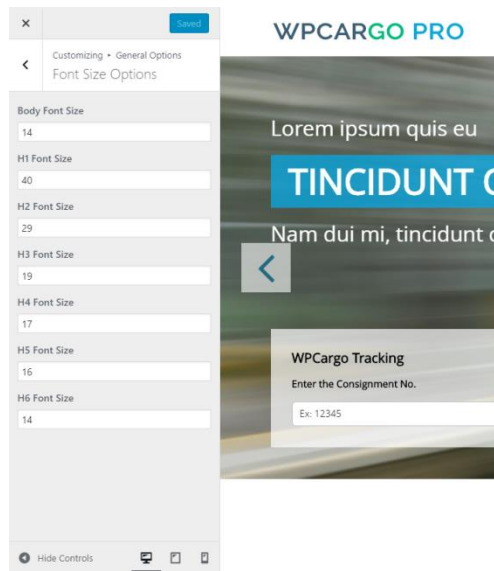 Saved
Customizing • General Options
Font Size Options
Body Font Size
14
H1 Font Size
40
H2 Font Size
29
H3 Font Size
19
H4 Font Size
17
H5 Font Size
16
H6 Font Size
14
Hide Controls
WPCARGO PRO
Lorem ipsum quis eu
TINCIDUNT
Nam dui mi, tincidunt
WPCargo Tracking
Enter the Consignment No.
Ex: 12345